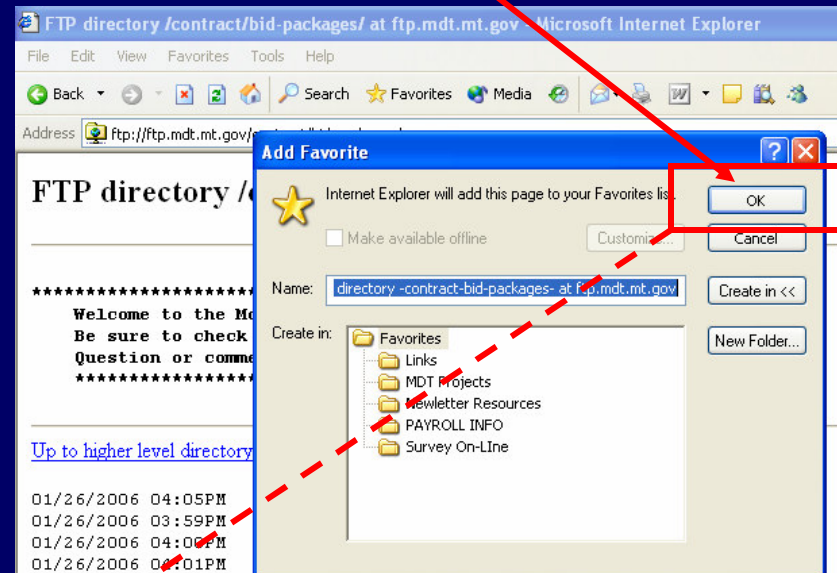 FTP directory /contract/bid-packages/ at ftp.mdt.mt.gov - Microsoft Internet Explorer
File Edit View Favorites Tools Help
Back Search Favorites Media
Address ftp://ftp.mdt.mt.gov/
Add Favorite
FTP directory /
Internet Explorer will add this page to your Favorites list.
OK
Make available offline
Customize...
Cancel
Name: directory -contract-bid-packages- at ftp.mdt.mt.gov
Create in <<
**********************
Welcome to the Mo
Be sure to check
Question or comme
*****************
Create in:
Favorites
New Folder...
Links
MDT Projects
Newletter Resources
PAYROLL INFO
Survey On-LIne
Up to higher level directory
01/26/2006 04:05PM
01/26/2006 03:59PM
01/26/2006 04:00PM
01/26/2006 04:01PM